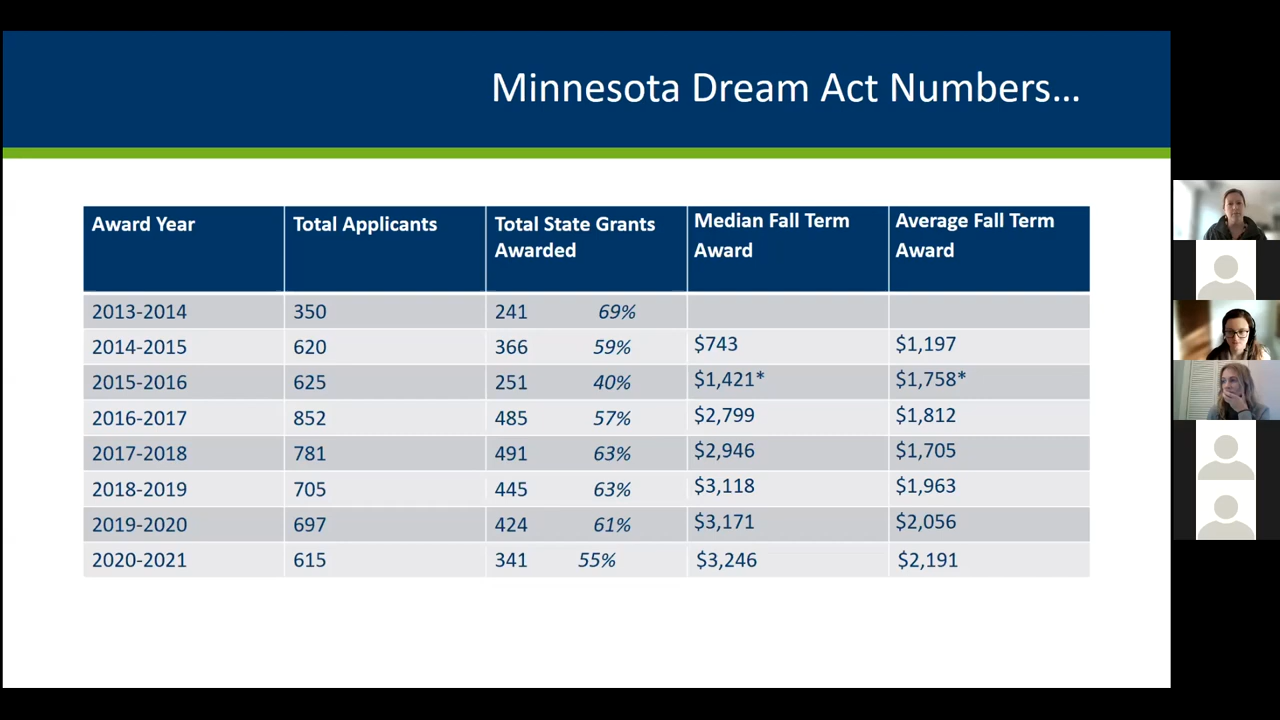 Minnesota Dream Act Numbers…
Award Year Total Applicants Total State Grants Awarded Median Fall Term Award Average Fall Term Award
2013-2014 350 241 69%
2014-2015 620 366 59% $743 $1,197
2015-2016 625 251 40% $1,421* $1,758*
2016-2017 852 485 57% $2,799 $1,812
2017-2018 781 491 63% $2,946 $1,705
2018-2019 705 445 63% $3,118 $1,963
2019-2020 697 424 61% $3,171 $2,056
2020-2021 615 341 55% $3,246 $2,191